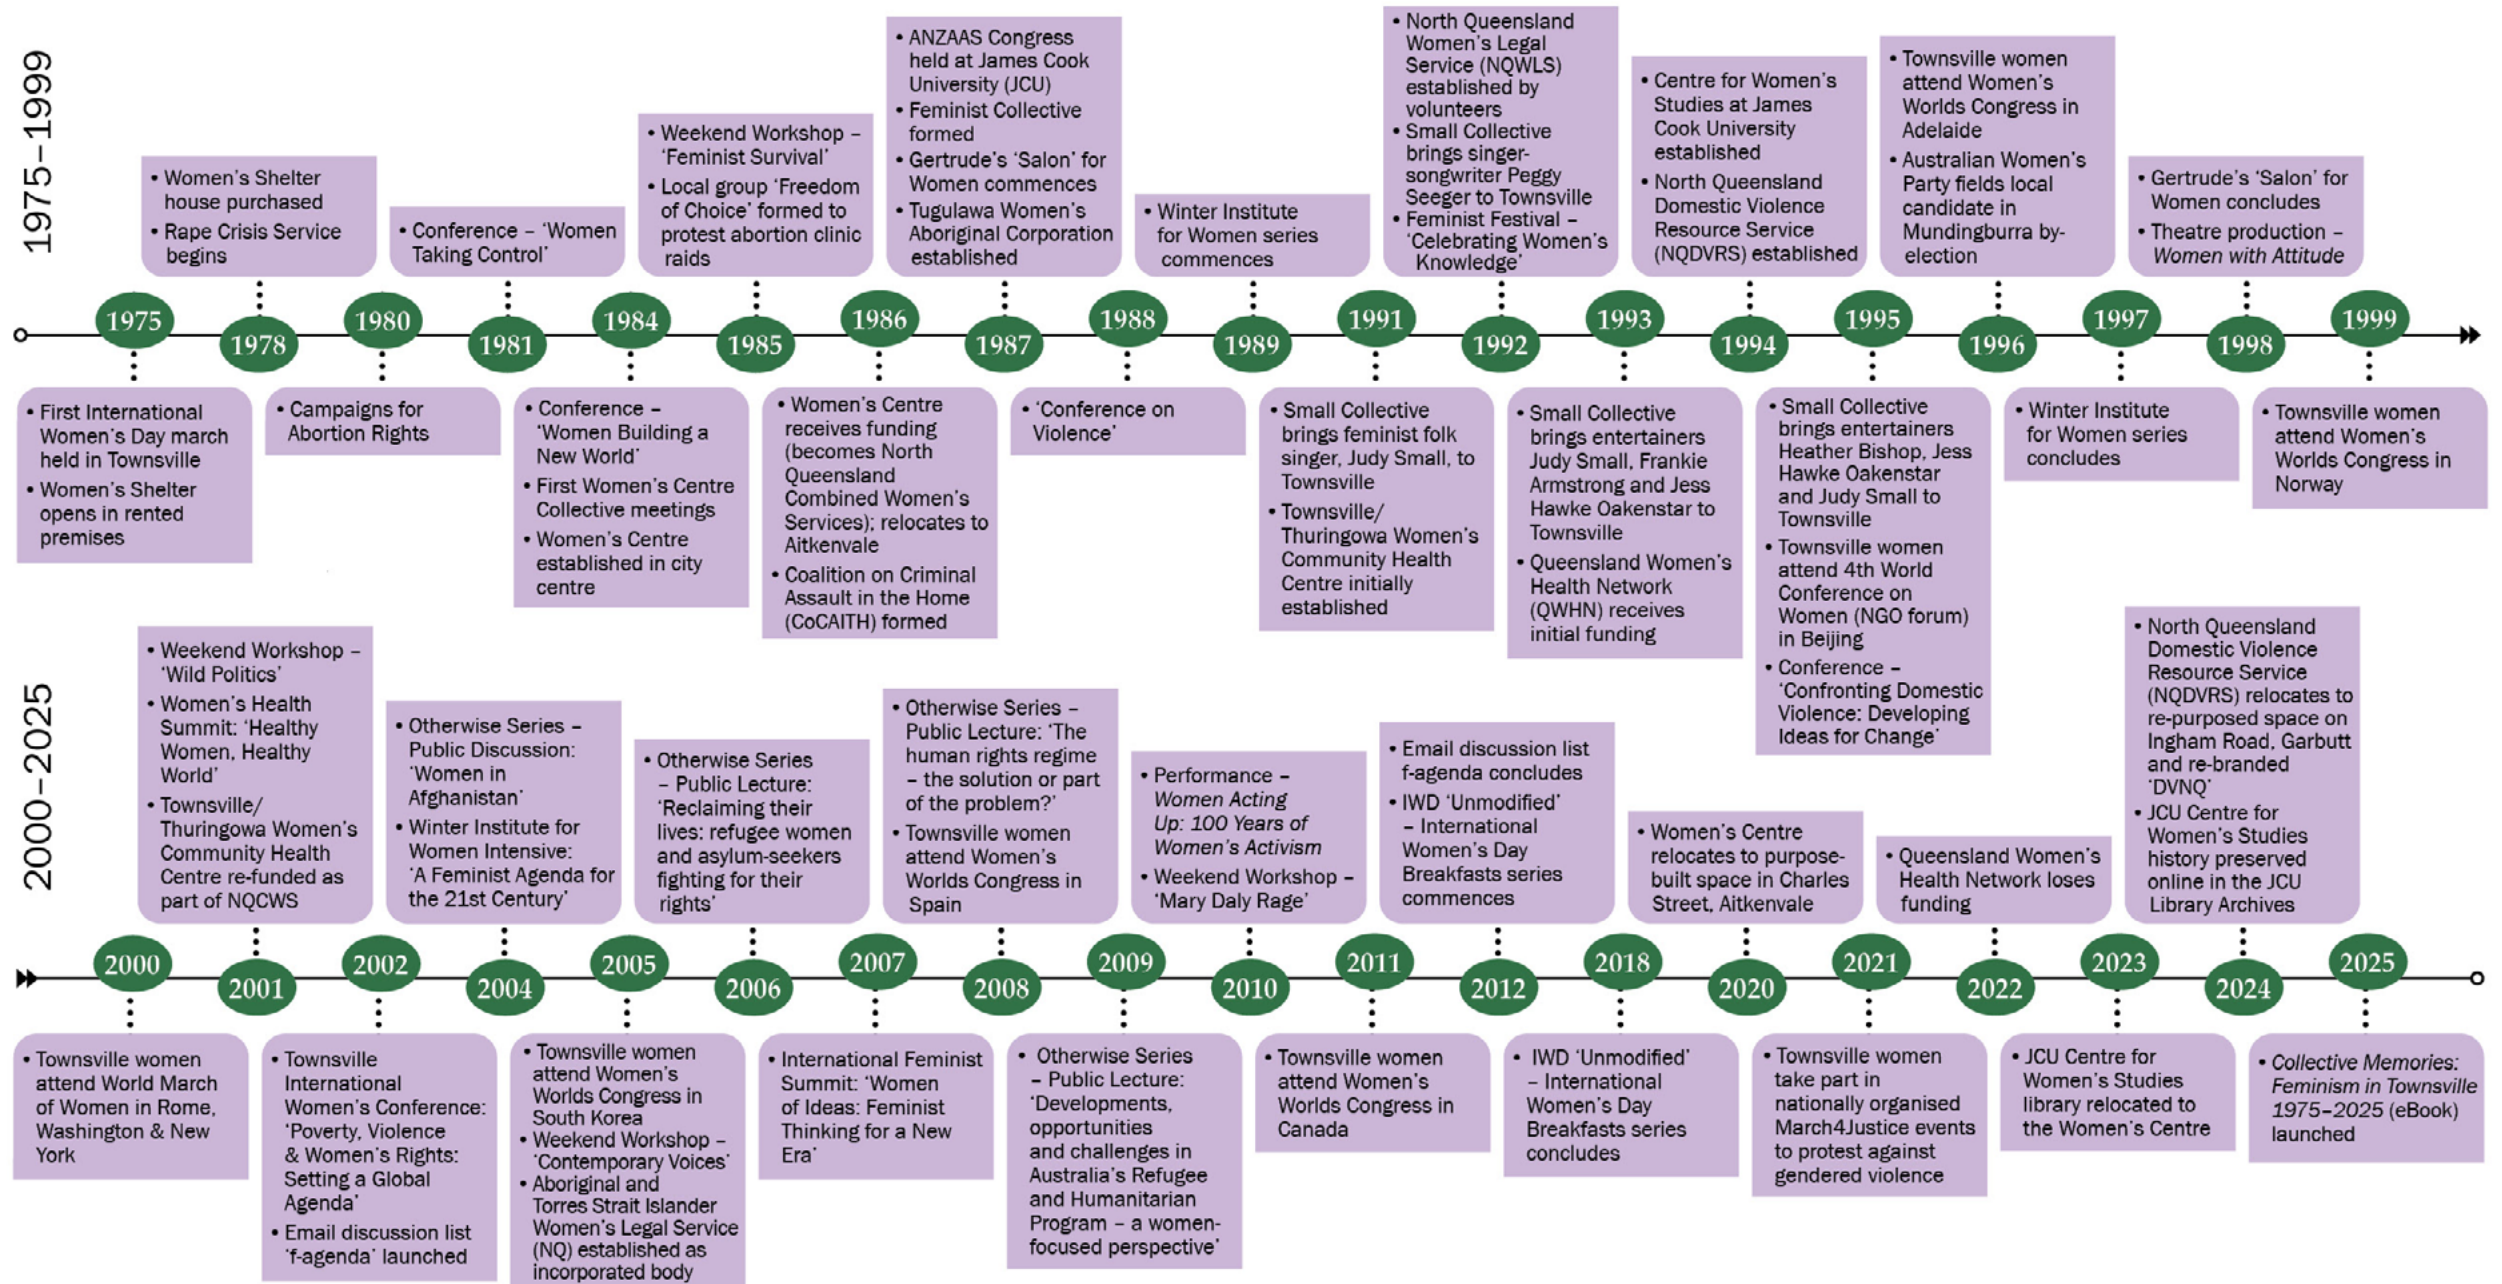 1975–1999
1975
• First International
Women's Day march
held in Townsville
• Women's Shelter
opens in rented
premises
1978
• Women's Shelter
house purchased
• Rape Crisis Service
begins
1980
• Campaigns for
Abortion Rights
1981
• Conference – 'Women
Taking Control'
1984
• Conference –
'Women Building a
New World'
• First Women's Centre
Collective meetings
• Women's Centre
established in city
centre
1985
• Weekend Workshop –
'Feminist Survival'
• Local group 'Freedom
of Choice' formed to
protest abortion clinic
raids
1986
• Women's Centre
receives funding
(becomes North
Queensland
Combined Women's
Services); relocates to
Aitkenvale
• Coalition on Criminal
Assault in the Home
(CoCAITH) formed
1987
• ANZAAS Congress
held at James Cook
University (JCU)
• Feminist Collective
formed
• Gertrude's 'Salon' for
Women commences
• Tugulawa Women's
Aboriginal Corporation
established
1988
• 'Conference on
Violence'
1989
• Winter Institute
for Women series
commences
1991
• Small Collective
brings feminist folk
singer, Judy Small, to
Townsville
• Townsville/
Thuringowa Women's
Community Health
Centre initially
established
1992
• North Queensland
Women's Legal
Service (NQWLS)
established by
volunteers
• Small Collective
brings singer-
songwriter Peggy
Seeger to Townsville
• Feminist Festival –
'Celebrating Women's
Knowledge'
1993
• Small Collective
brings entertainers
Judy Small, Frankie
Armstrong and Jess
Hawke Oakenstar to
Townsville
• Queensland Women's
Health Network
(QWHN) receives
initial funding
1994
• Centre for Women's
Studies at James
Cook University
established
• North Queensland
Domestic Violence
Resource Service
(NQDVRS) established
1995
• Small Collective
brings entertainers
Heather Bishop, Jess
Hawke Oakenstar
and Judy Small to
Townsville
• Townsville women
attend 4th World
Conference on
Women (NGO forum)
in Beijing
• Conference –
'Confronting Domestic
Violence: Developing
Ideas for Change'
1996
• Townsville women
attend Women's
Worlds Congress in
Adelaide
• Australian Women's
Party fields local
candidate in
Mundingburra by-
election
1997
• Winter Institute
for Women series
concludes
1998
• Gertrude's 'Salon' for
Women concludes
• Theatre production –
Women with Attitude
1999
• Townsville women
attend Women's
Worlds Congress in
Norway
2000–2025
2000
• Townsville women
attend World March
of Women in Rome,
Washington & New
York
2001
• Weekend Workshop –
'Wild Politics'
• Women's Health
Summit: 'Healthy
Women, Healthy
World'
• Townsville/
Thuringowa Women's
Community Health
Centre re-funded as
part of NQCWS
2002
• Townsville
International
Women's Conference:
'Poverty, Violence
& Women's Rights:
Setting a Global
Agenda'
• Email discussion list
'f-agenda' launched
2004
• Otherwise Series –
Public Discussion:
'Women in
Afghanistan'
• Winter Institute for
Women Intensive:
'A Feminist Agenda for
the 21st Century'
2005
• Townsville women
attend Women's
Worlds Congress in
South Korea
• Weekend Workshop –
'Contemporary Voices'
• Aboriginal and
Torres Strait Islander
Women's Legal Service
(NQ) established as
incorporated body
2006
• Otherwise Series
– Public Lecture:
'Reclaiming their
lives: refugee women
and asylum-seekers
fighting for their
rights'
2007
• International Feminist
Summit: 'Women
of Ideas: Feminist
Thinking for a New
Era'
2008
• Otherwise Series –
Public Lecture: 'The
human rights regime
– the solution or part
of the problem?'
• Townsville women
attend Women's
Worlds Congress in
Spain
2009
• Otherwise Series
– Public Lecture:
'Developments,
opportunities
and challenges in
Australia's Refugee
and Humanitarian
Program – a women-
focused perspective'
2010
• Performance –
Women Acting
Up: 100 Years of
Women's Activism
• Weekend Workshop –
'Mary Daly Rage'
2011
• Townsville women
attend Women's
Worlds Congress in
Canada
2012
• Email discussion list
f-agenda concludes
• IWD 'Unmodified'
– International
Women's Day
Breakfasts series
commences
2018
• IWD 'Unmodified'
– International
Women's Day
Breakfasts series
concludes
2020
• Women's Centre
relocates to purpose-
built space in Charles
Street, Aitkenvale
2021
• Townsville women
take part in
nationally organised
March4Justice events
to protest against
gendered violence
2022
• Queensland Women's
Health Network loses
funding
2023
• JCU Centre for
Women's Studies
library relocated to
the Women's Centre
2024
• North Queensland
Domestic Violence
Resource Service
(NQDVRS) relocates to
re-purposed space on
Ingham Road, Garbutt
and re-branded
'DVNQ'
• JCU Centre for
Women's Studies
history preserved
online in the JCU
Library Archives
2025
• Collective Memories:
Feminism in Townsville
1975–2025 (eBook)
launched